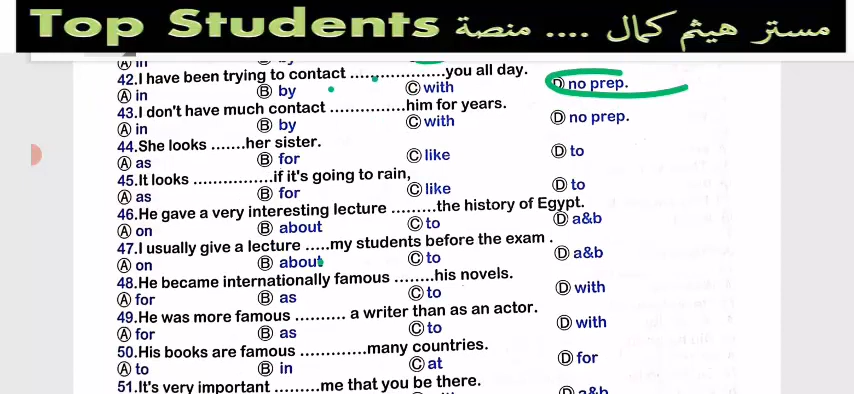 Top Students مستر هيثم كمال .... منصة
Ⓐ in
42.I have been trying to contact ....................you all day.
Ⓐ in Ⓑ by Ⓒ with Ⓓ no prep.
43.I don't have much contact ...............him for years.
Ⓐ in Ⓑ by Ⓒ with Ⓓ no prep.
44.She looks .......her sister.
Ⓐ as Ⓑ for Ⓒ like Ⓓ to
45.It looks ................if it's going to rain,
Ⓐ as Ⓑ for Ⓒ like Ⓓ to
46.He gave a very interesting lecture .........the history of Egypt.
Ⓐ on Ⓑ about Ⓒ to Ⓓ a&b
47.I usually give a lecture .....my students before the exam .
Ⓐ on Ⓑ about Ⓒ to Ⓓ a&b
48.He became internationally famous ........his novels.
Ⓐ for Ⓑ as Ⓒ to Ⓓ with
49.He was more famous .......... a writer than as an actor.
Ⓐ for Ⓑ as Ⓒ to Ⓓ with
50.His books are famous .............many countries.
Ⓐ to Ⓑ in Ⓒ at Ⓓ for
51.It's very important .........me that you be there.
Ⓓ a&b